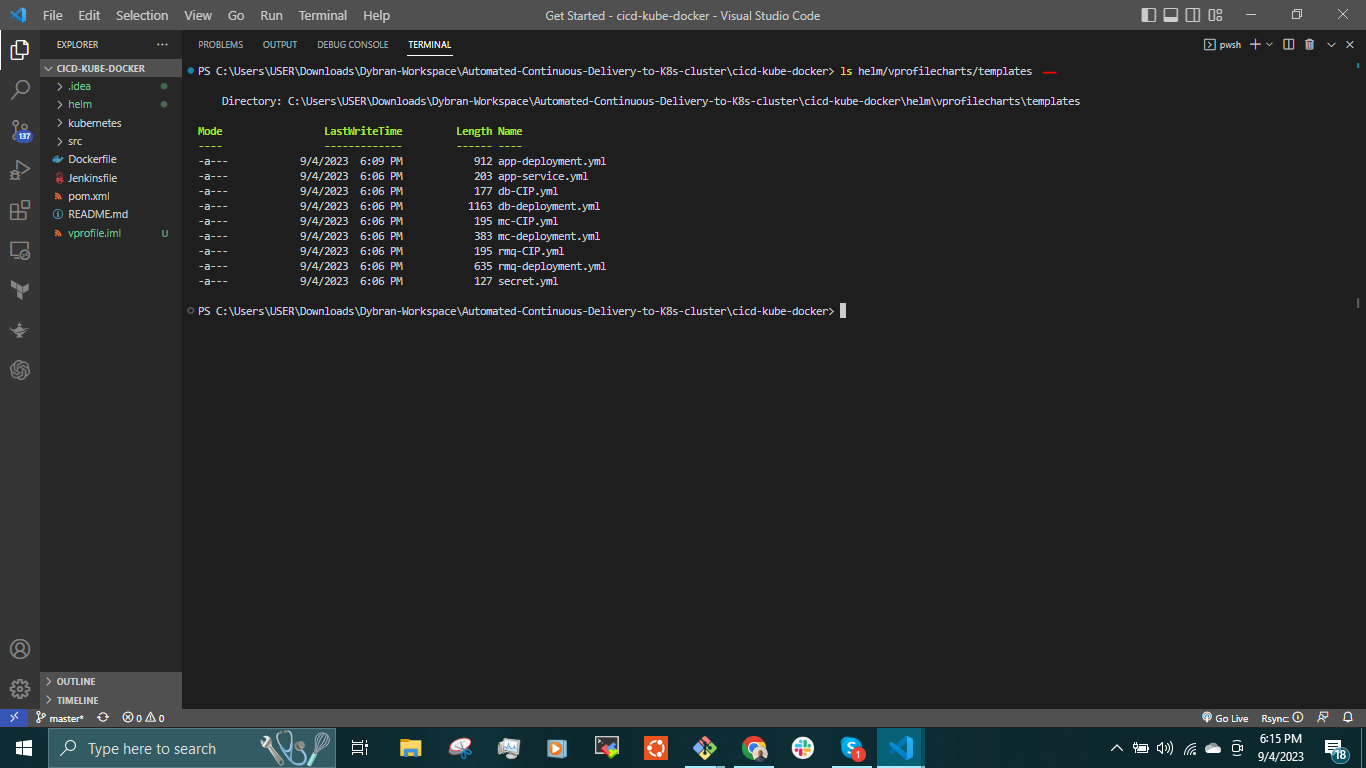 File Edit Selection View Go Run Terminal Help
Get Started - cicd-kube-docker - Visual Studio Code
EXPLORER
CICD-KUBE-DOCKER
.idea
helm
kubernetes
src
Dockerfile
Jenkinsfile
pom.xml
README.md
vprofile.iml U
137
OUTLINE
TIMELINE
PROBLEMS OUTPUT DEBUG CONSOLE TERMINAL
pwsh
PS C:\Users\USER\Downloads\Dybran-Workspace\Automated-Continuous-Delivery-to-K8s-cluster\cicd-kube-docker> ls helm/vprofilecharts/templates
Directory: C:\Users\USER\Downloads\Dybran-Workspace\Automated-Continuous-Delivery-to-K8s-cluster\cicd-kube-docker\helm\vprofilecharts\templates
Mode LastWriteTime Length Name
---- ------------- ------ ----
-a--- 9/4/2023 6:09 PM 912 app-deployment.yml
-a--- 9/4/2023 6:06 PM 203 app-service.yml
-a--- 9/4/2023 6:06 PM 177 db-CIP.yml
-a--- 9/4/2023 6:06 PM 1163 db-deployment.yml
-a--- 9/4/2023 6:06 PM 195 mc-CIP.yml
-a--- 9/4/2023 6:06 PM 383 mc-deployment.yml
-a--- 9/4/2023 6:06 PM 195 rmq-CIP.yml
-a--- 9/4/2023 6:06 PM 635 rmq-deployment.yml
-a--- 9/4/2023 6:06 PM 127 secret.yml
PS C:\Users\USER\Downloads\Dybran-Workspace\Automated-Continuous-Delivery-to-K8s-cluster\cicd-kube-docker>
master* 0 0
Go Live Rsync:
Type here to search
1
6:15 PM
9/4/2023
18